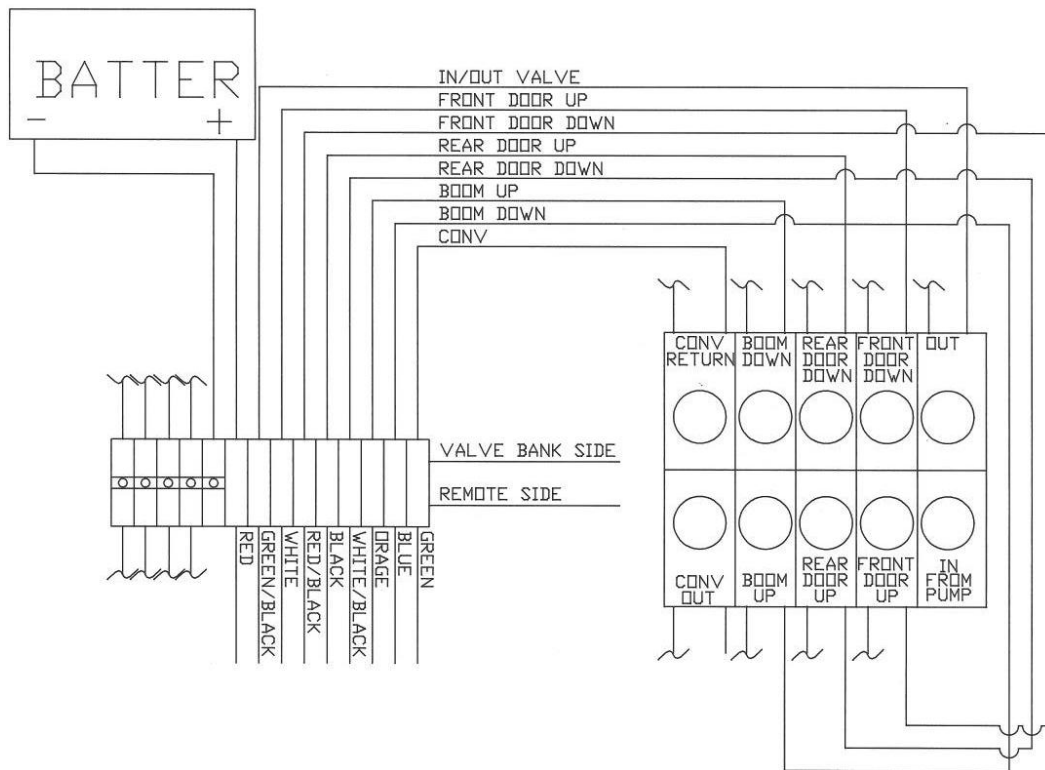 BATTER
- +
IN/OUT VALVE
FRONT DOOR UP
FRONT DOOR DOWN
REAR DOOR UP
REAR DOOR DOWN
BOOM UP
BOOM DOWN
CONV
CONV
RETURN
BOOM
DOWN
REAR
DOOR
DOWN
FRONT
DOOR
DOWN
OUT
VALVE BANK SIDE
REMOTE SIDE
RED
GREEN/BLACK
WHITE
RED/BLACK
BLACK
WHITE/BLACK
ORAGE
BLUE
GREEN
CONV
OUT
BOOM
UP
REAR
DOOR
UP
FRONT
DOOR
UP
IN
FROM
PUMP